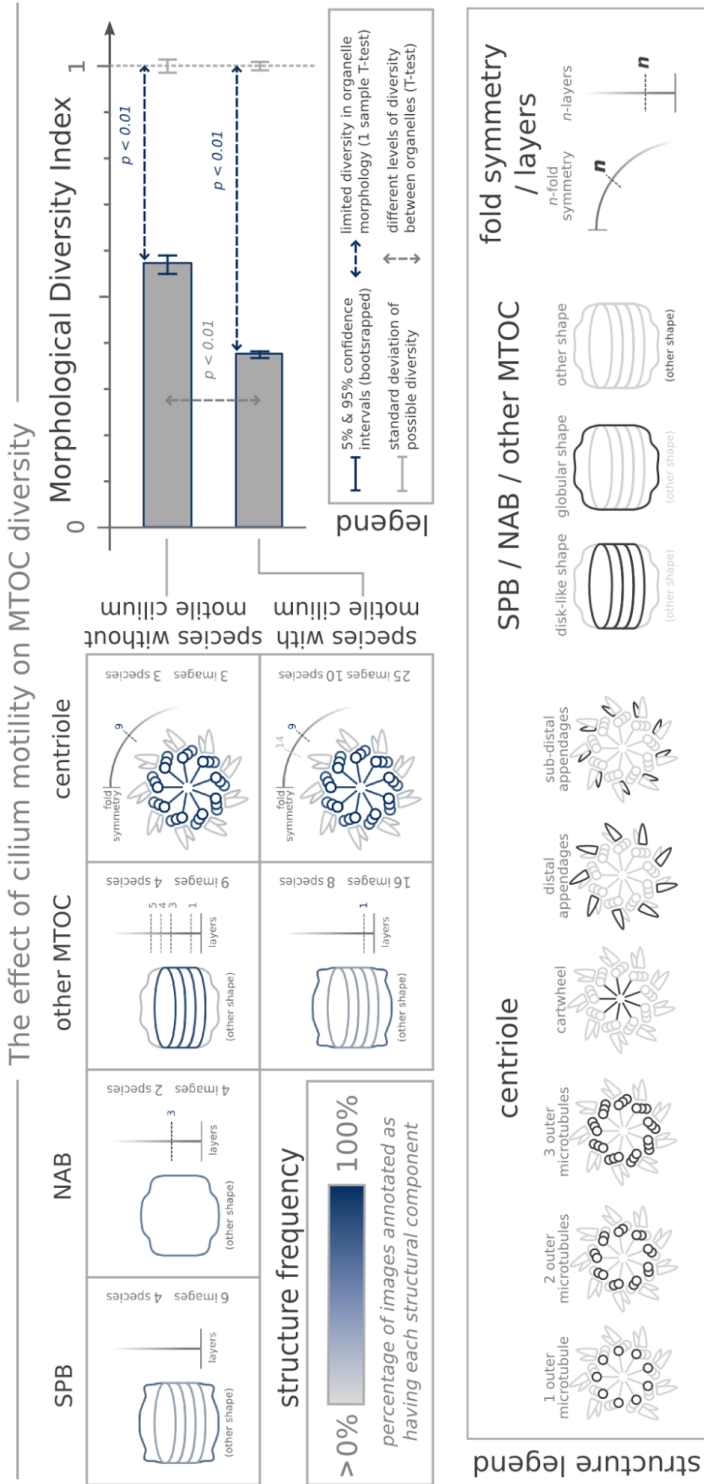 The effect of cilium motility on MTOC diversity
SPB
NAB
other MTOC
centriole
6 images 4 species
layers
(other shape)
4 images 2 species
3
layers
(other shape)
9 images 4 species
5
4
3
1
layers
(other shape)
3 images 3 species
fold
symmetry
9
species without
motile cilium
16 images 8 species
1
layers
(other shape)
25 images 10 species
fold
symmetry
14
9
species with
motile cilium
structure frequency
>0%
100%
percentage of images annotated as
having each structural component
Morphological Diversity Index
0
1
p < 0.01
p < 0.01
p < 0.01
legend
5% & 95% confidence
intervals (bootsrapped)
limited diversity in organelle
morphology (1 sample T-test)
standard deviation of
possible diversity
different levels of diversity
between organelles (T-test)
structure legend
centriole
1 outer
microtubule
2 outer
microtubules
3 outer
microtubules
cartwheel
distal
appendages
sub-distal
appendages
SPB / NAB / other MTOC
disk-like shape
(other shape)
globular shape
(other shape)
other shape
(other shape)
fold symmetry
/ layers
n-fold
symmetry
n
n-layers
n